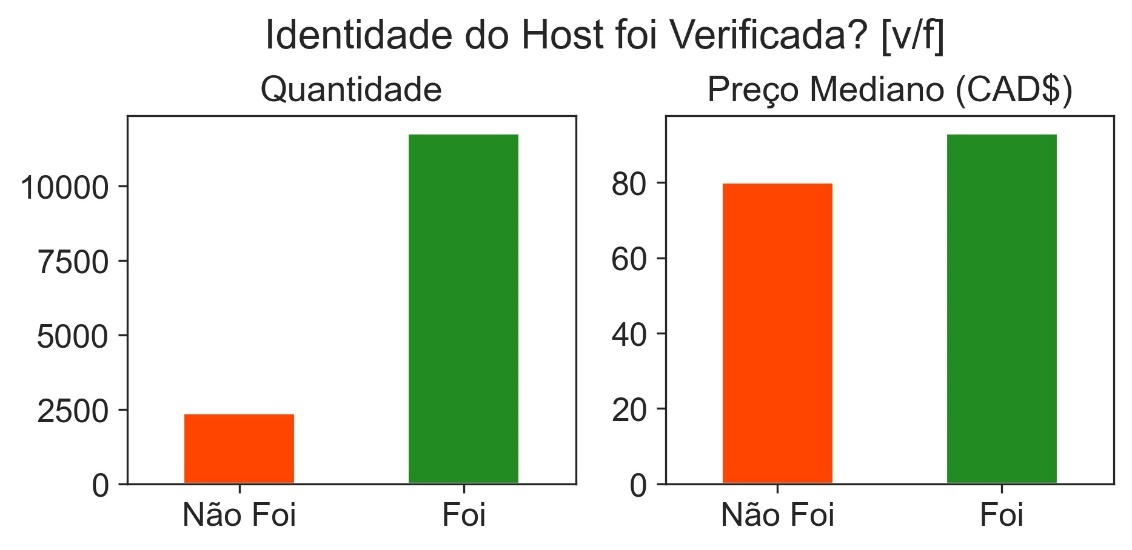 Identidade do Host foi Verificada? [v/f]
Quantidade
10000
7500
5000
2500
0
Não Foi
Foi
Preço Mediano (CAD$)
80
60
40
20
0
Não Foi
Foi